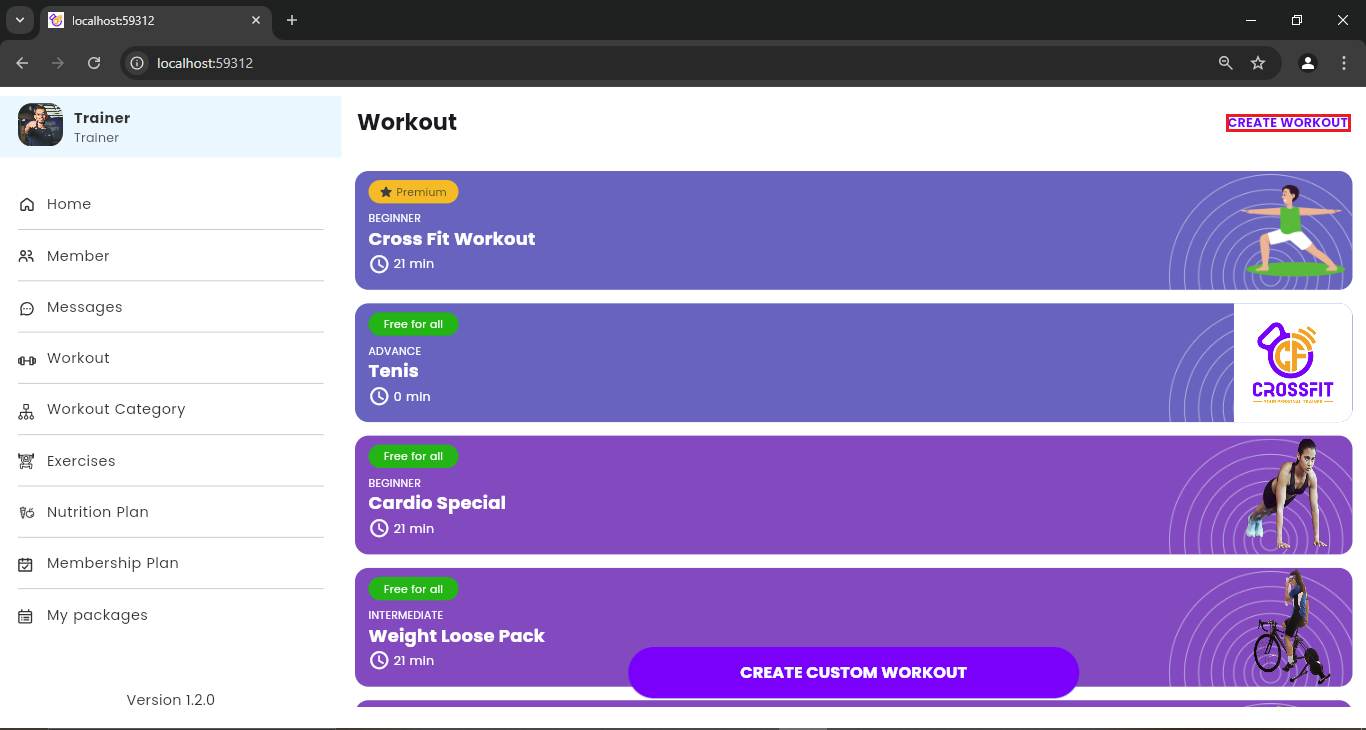 localhost:59312
localhost:59312
Trainer
Trainer
Home
Member
Messages
Workout
Workout Category
Exercises
Nutrition Plan
Membership Plan
My packages
Version 1.2.0
Workout
CREATE WORKOUT
Premium
BEGINNER
Cross Fit Workout
21 min
Free for all
ADVANCE
Tenis
0 min
CF
CROSSFIT
Free for all
BEGINNER
Cardio Special
21 min
Free for all
INTERMEDIATE
Weight Loose Pack
21 min
CREATE CUSTOM WORKOUT